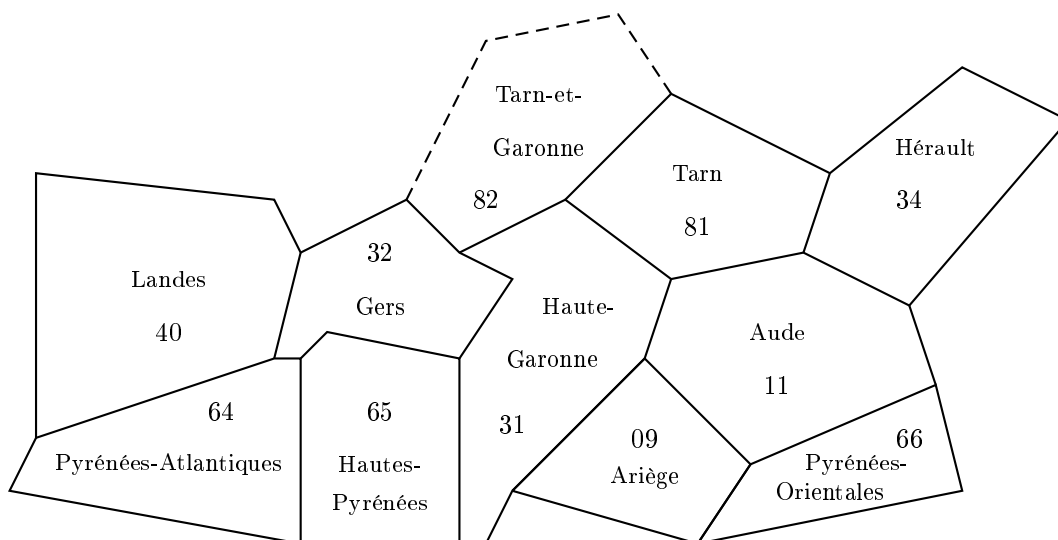 Tarn-et-
Garonne
82
Tarn
81
Hérault
34
32
Gers
Landes
40
Haute-
Garonne
31
Aude
11
64
Pyrénées-Atlantiques
65
Hautes-
Pyrénées
09
Ariège
66
Pyrénées-
Orientales